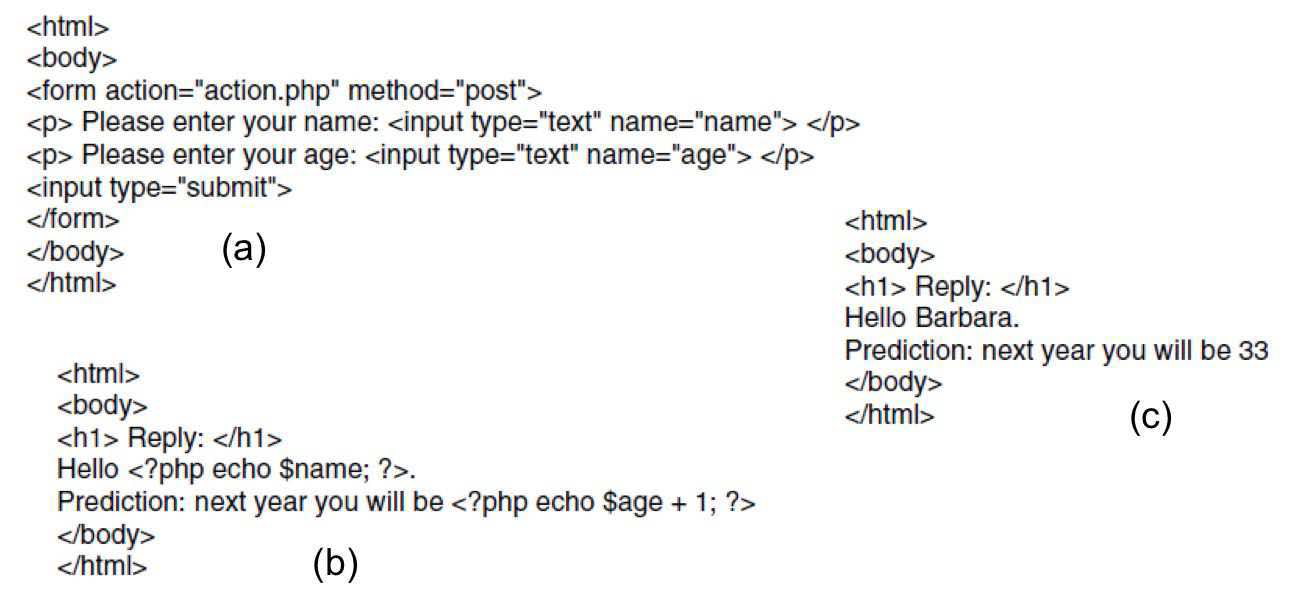 <html>
<body>
<form action="action.php" method="post">
<p> Please enter your name: <input type="text" name="name"> </p>
<p> Please enter your age: <input type="text" name="age"> </p>
<input type="submit">
</form>
</body>
</html>
(a)
<html>
<body>
<h1> Reply: </h1>
Hello <?php echo $name; ?>.
Prediction: next year you will be <?php echo $age + 1; ?>
</body>
</html>
(b)
<html>
<body>
<h1> Reply: </h1>
Hello Barbara.
Prediction: next year you will be 33
</body>
</html>
(c)